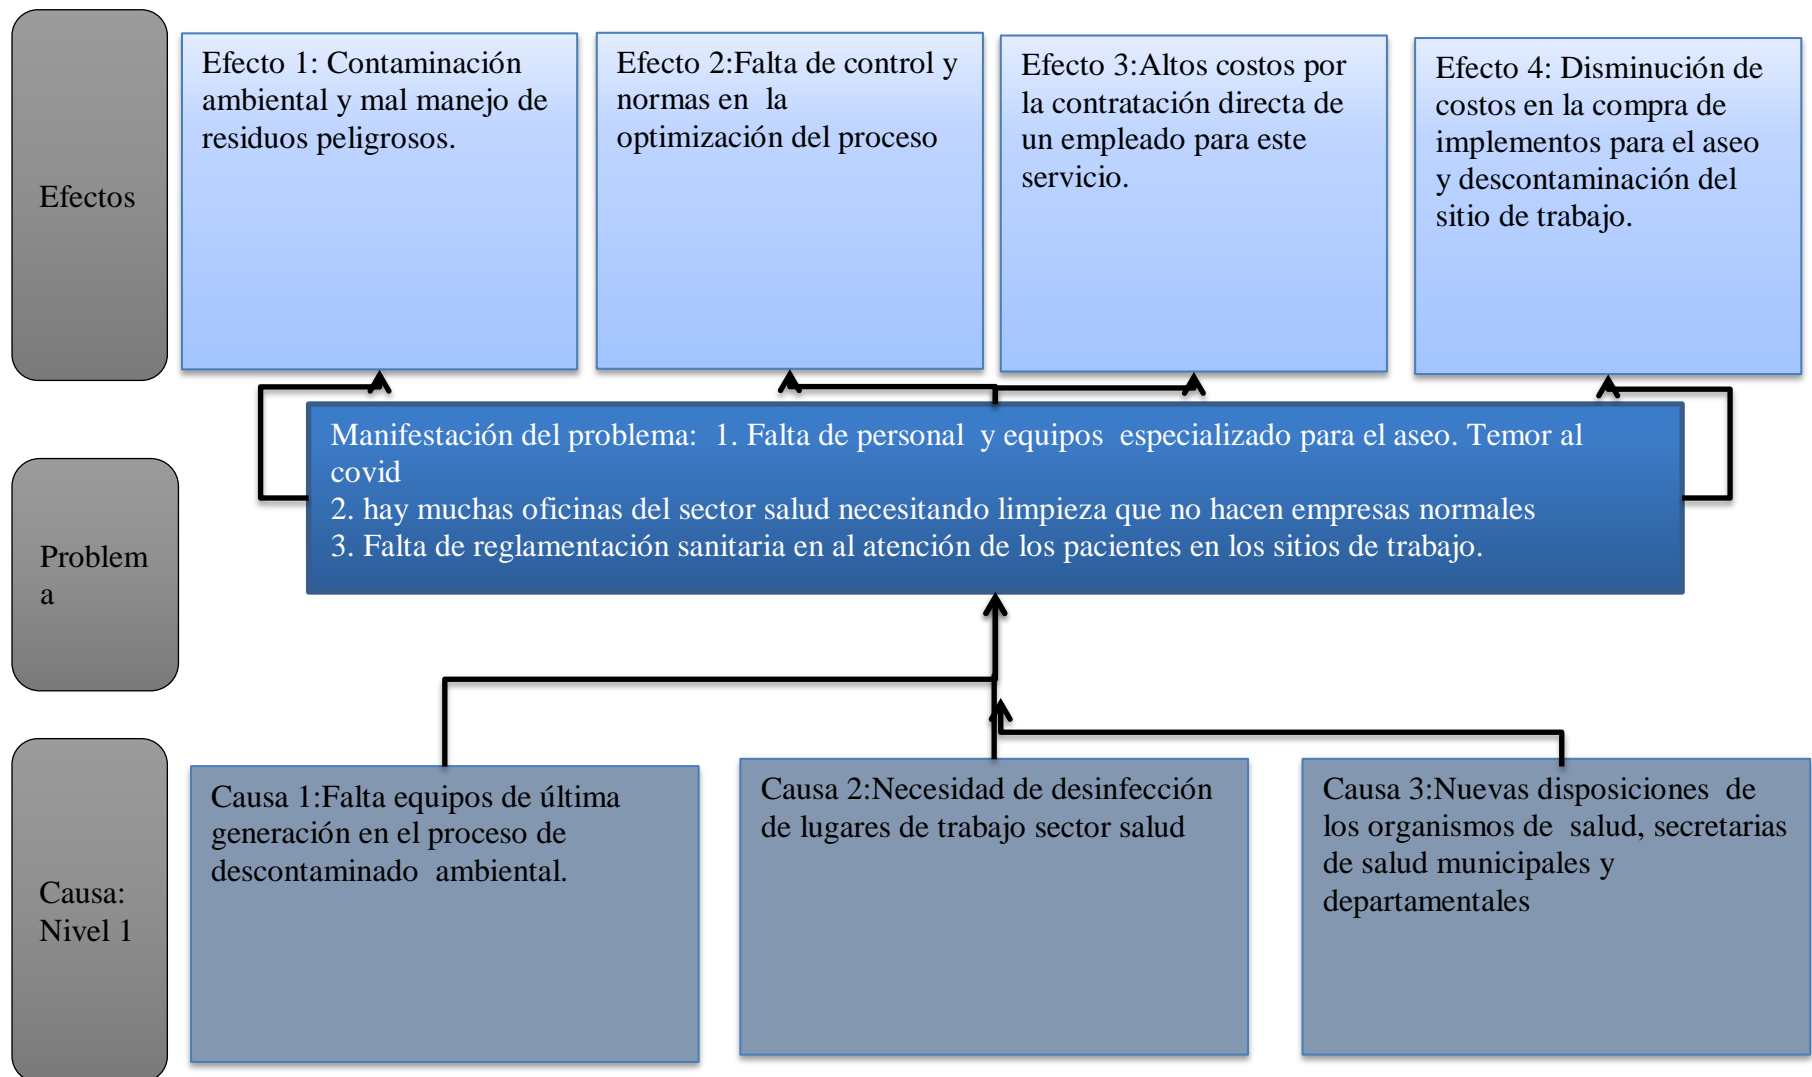 Efectos
Efecto 1: Contaminación
ambiental y mal manejo de
residuos peligrosos.
Efecto 2:Falta de control y
normas en  la
optimización del proceso
Efecto 3:Altos costos por
la contratación directa de
un empleado para este
servicio.
Efecto 4: Disminución de
costos en la compra de
implementos para el aseo
y descontaminación del
sitio de trabajo.
Problem
a
Manifestación del problema:  1. Falta de personal  y equipos  especializado para el aseo. Temor al
covid
2. hay muchas oficinas del sector salud necesitando limpieza que no hacen empresas normales
3. Falta de reglamentación sanitaria en al atención de los pacientes en los sitios de trabajo.
Causa:
Nivel 1
Causa 1:Falta equipos de última
generación en el proceso de
descontaminado  ambiental.
Causa 2:Necesidad de desinfección
de lugares de trabajo sector salud
Causa 3:Nuevas disposiciones  de
los organismos de  salud, secretarias
de salud municipales y
departamentales